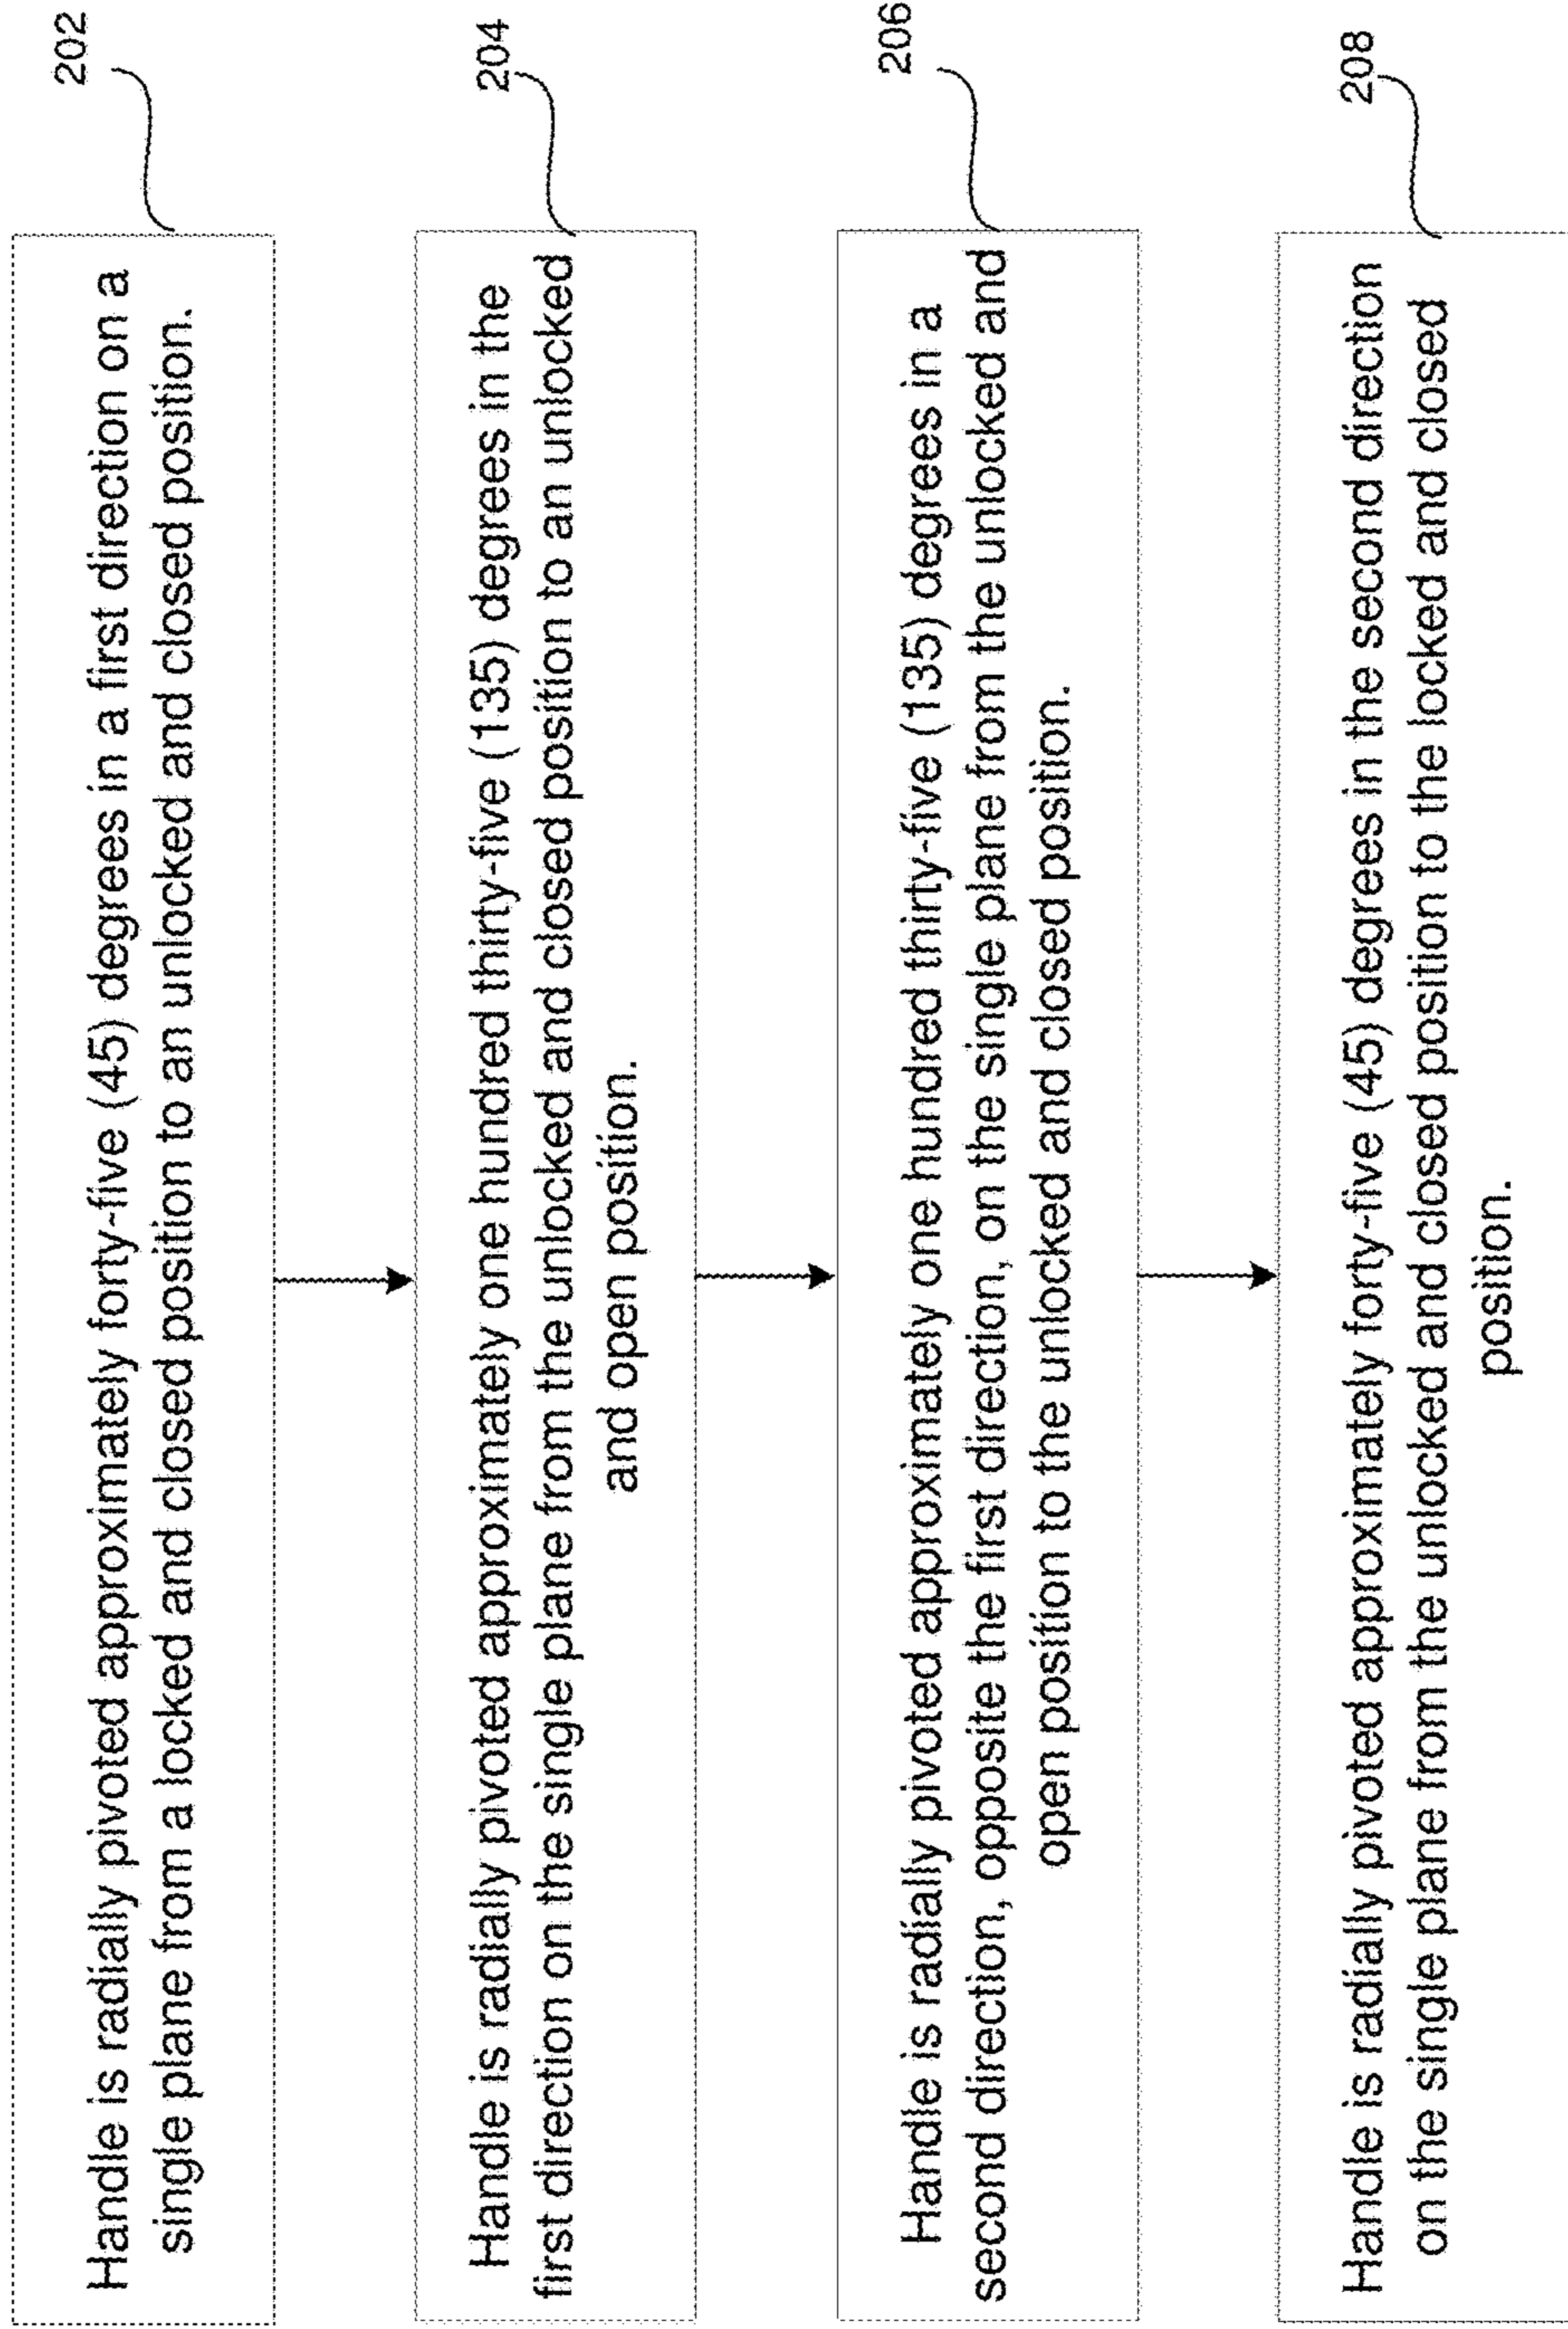 Handle is radially pivoted approximately forty-five (45) degrees in a first direction on a
single plane from a locked and closed position to an unlocked and closed position.
202
Handle is radially pivoted approximately one hundred thirty-five (135) degrees in the
first direction on the single plane from the unlocked and closed position to an unlocked
and open position.
204
Handle is radially pivoted approximately one hundred thirty-five (135) degrees in a
second direction, opposite the first direction, on the single plane from the unlocked and
open position to the unlocked and closed position.
206
Handle is radially pivoted approximately forty-five (45) degrees in the second direction
on the single plane from the unlocked and closed position to the locked and closed
position.
208